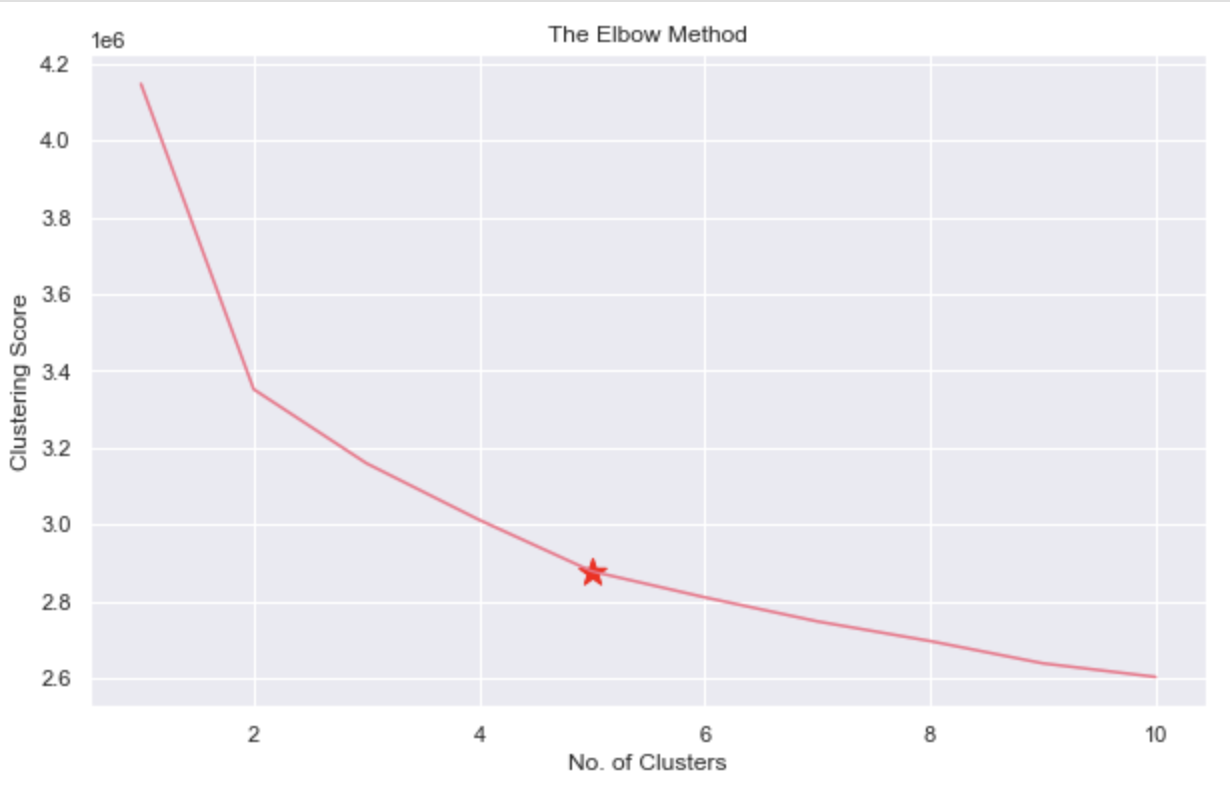 The Elbow Method
1e6
4.2
4.0
3.8
3.6
3.4
3.2
3.0
2.8
2.6
Clustering Score
2 4 6 8 10
No. of Clusters